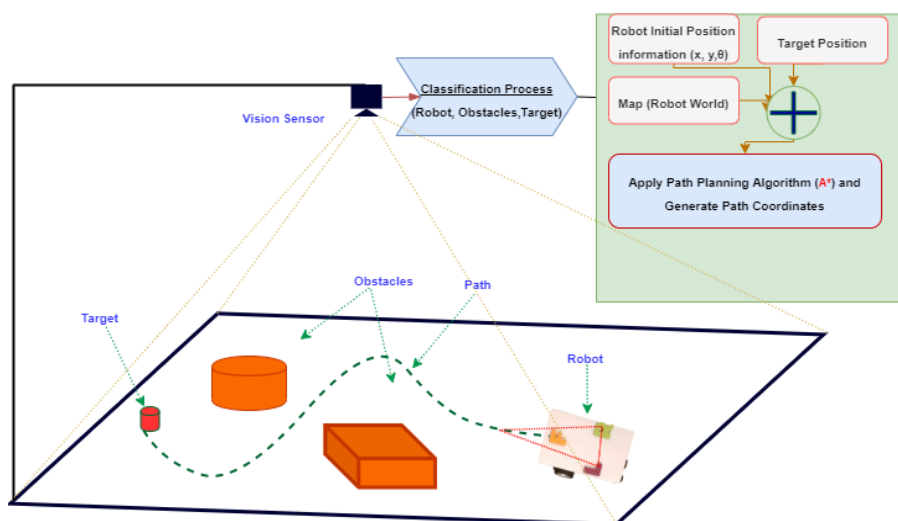 Robot Initial Position
information (x, y,θ)
Target Position
Classification Process
(Robot, Obstacles,Target)
Map (Robot World)
Vision Sensor
Apply Path Planning Algorithm (A*) and
Generate Path Coordinates
Obstacles
Path
Target
Robot